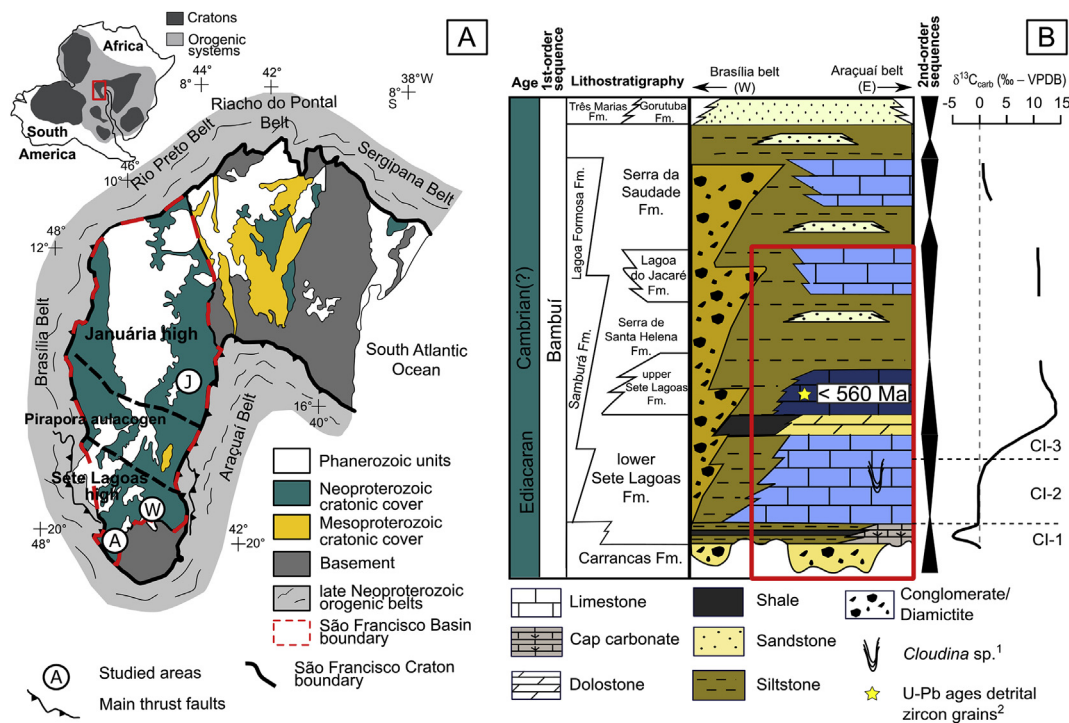 Cratons
Orogenic
systems
Africa
South
America
A
44°
8°
42°
38°W
8°
S
Riacho do Pontal
Belt
Rio Preto Belt
Sergipana Belt
46°
10°
48°
12°
Brasília Belt
Januária high
J
South Atlantic
Ocean
Pirapora aulacogen
16°
40°
Araçuaí Belt
Sete Lagoas
high
W
A
20°
48°
42°
20°
Phanerozoic units
Neoproterozoic
cratonic cover
Mesoproterozoic
cratonic cover
Basement
late Neoproterozoic
orogenic belts
São Francisco Basin
boundary
São Francisco Craton
boundary
A
Studied areas
Main thrust faults
B
Age
1st-order
sequence
Lithostratigraphy
Brasília belt
(W)
Araçuaí belt
(E)
2nd-order
sequences
δ13Ccarb (‰ – VPDB)
-5 0 5 10 15
Ediacaran
Cambrian(?)
Bambuí
Três Marias
Fm.
Gorutuba
Fm.
Serra da
Saudade
Fm.
Lagoa Formosa Fm.
Lagoa
do Jacaré
Fm.
Serra de
Santa Helena
Fm.
Samburá Fm.
upper
Sete Lagoas
Fm.
lower
Sete Lagoas
Fm.
Carrancas Fm.
< 560 Ma
CI-3
CI-2
CI-1
Limestone
Cap carbonate
Dolostone
Shale
Sandstone
Siltstone
Conglomerate/
Diamictite
Cloudina sp.1
U-Pb ages detrital
zircon grains2